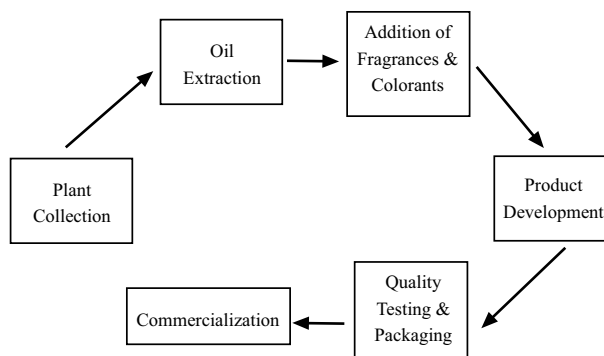 Plant
Collection
Oil
Extraction
Addition of
Fragrances &
Colorants
Product
Development
Quality
Testing &
Packaging
Commercialization